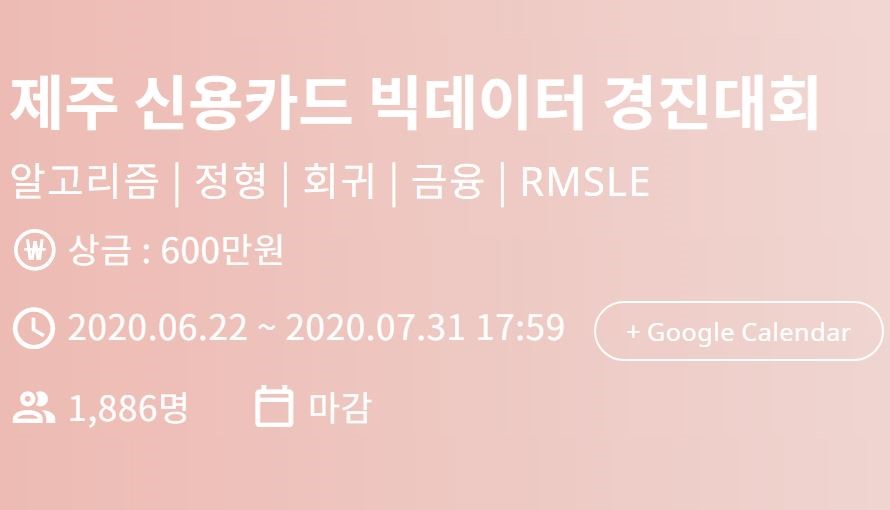 제주 신용카드 빅데이터 경진대회
알고리즘 | 정형 | 회귀 | 금융 | RMSLE
₩ 상금 : 600만원
2020.06.22 ~ 2020.07.31 17:59 + Google Calendar
1,886명 마감